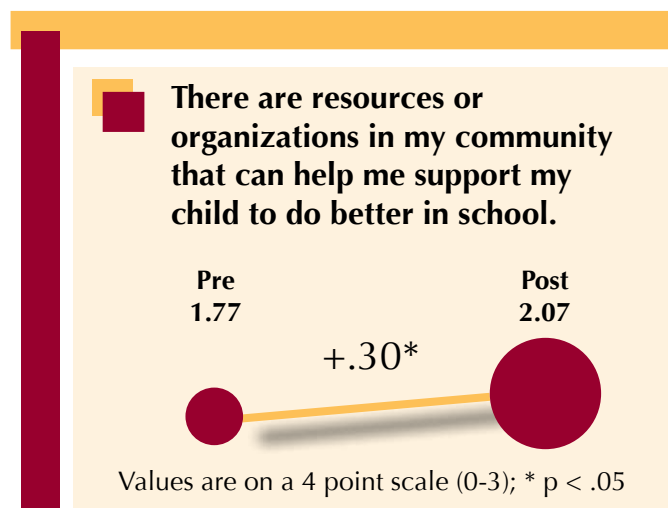 There are resources or
organizations in my community
that can help me support my
child to do better in school.
Pre Post
1.77 2.07
+.30*
Values are on a 4 point scale (0-3); * p < .05